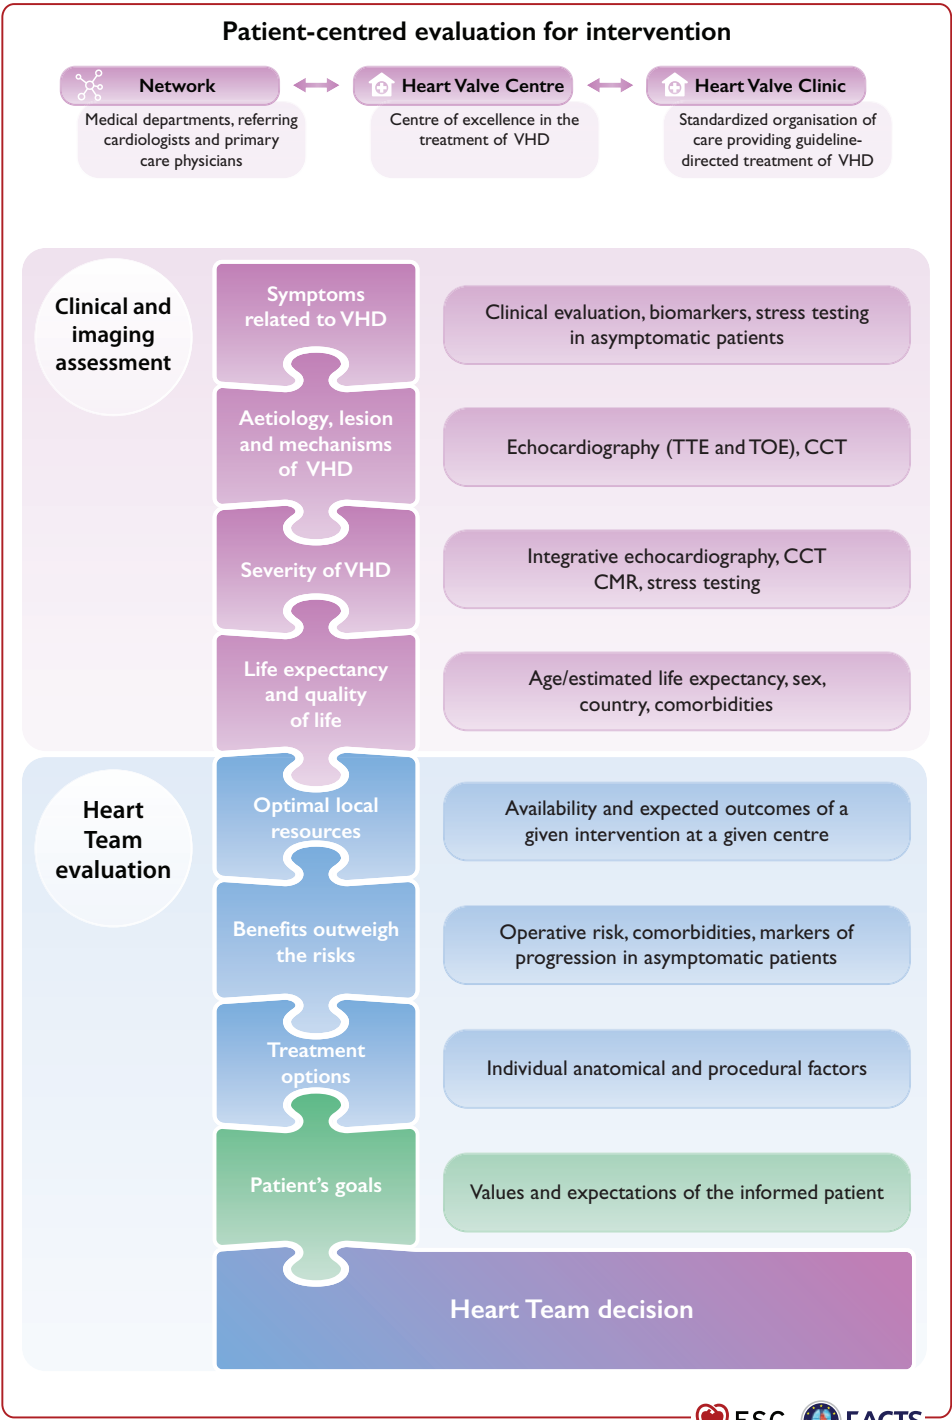 Patient-centred evaluation for intervention
Network
Heart Valve Centre
Heart Valve Clinic
Medical departments, referring
cardiologists and primary
care physicians
Centre of excellence in the
treatment of VHD
Standardized organisation of
care providing guideline-
directed treatment of VHD
Clinical and
imaging
assessment
Symptoms
related to VHD
Clinical evaluation, biomarkers, stress testing
in asymptomatic patients
Aetiology, lesion
and mechanisms
of VHD
Echocardiography (TTE and TOE), CCT
Severity of VHD
Integrative echocardiography, CCT
CMR, stress testing
Life expectancy
and quality
of life
Age/estimated life expectancy, sex,
country, comorbidities
Heart
Team
evaluation
Optimal local
resources
Availability and expected outcomes of a
given intervention at a given centre
Benefits outweigh
the risks
Operative risk, comorbidities, markers of
progression in asymptomatic patients
Treatment
options
Individual anatomical and procedural factors
Patient's goals
Values and expectations of the informed patient
Heart Team decision
ESC
EACTS